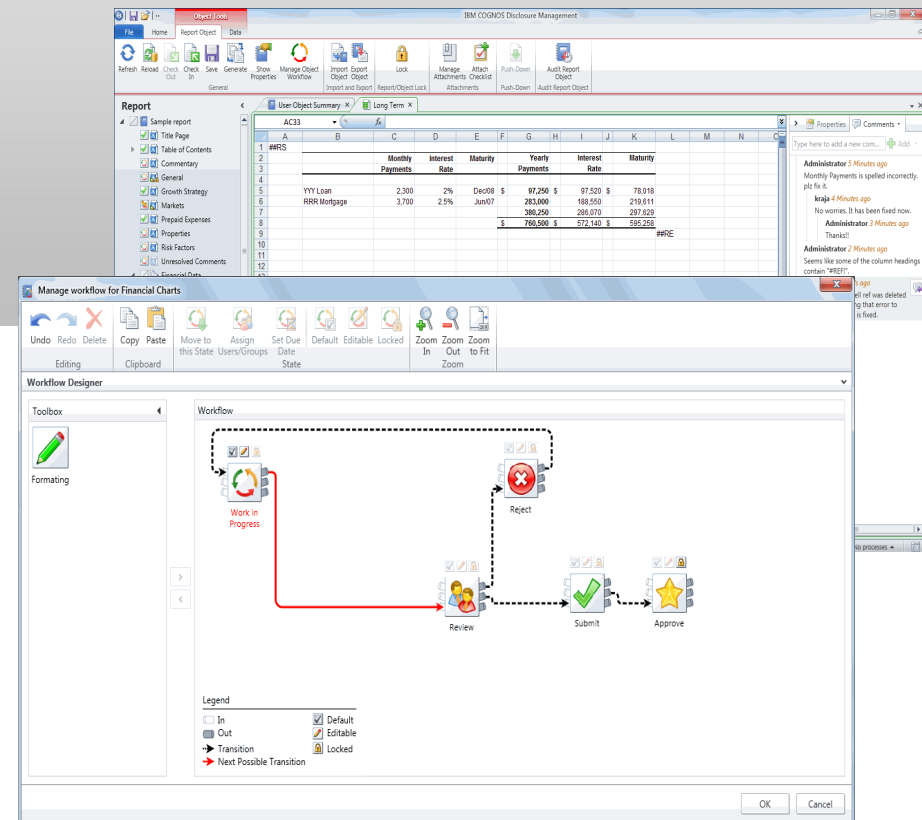 Object Tools
IBM COGNOS Disclosure Management
File Home Report Object Data
Refresh Reload Check Out Check In Save Generate Show Properties Manage Object Workflow Import Object Export Object Lock Manage Attachments Attach Checklist Push-Down Audit Report Object
General Import and Export Report/Object Lock Attachments Push-Down Audit Report Object
Report
User Object Summary Long Term
Sample report
Title Page
Table of Contents
Commentary
General
Growth Strategy
Markets
Prepaid Expenses
Properties
Risk Factors
Unresolved Comments
Financial Data
AC33 fx
A B C D E F G H I J K L M N
1 ##RS
2 Monthly Interest Maturity Yearly Interest Maturity
3 Payments Rate Payments Rate
4
5 YYY Loan 2,300 2% Dec/08 $ 97,250 $ 97,520 $ 78,018
6 RRR Mortgage 3,700 2.5% Jun/07 283,000 188,550 219,611
7 380,250 286,070 297,629
8 $ 760,500 $ 572,140 $ 595,258
9 ##RE
10
11
12
Properties Comments
Type here to add a new com... Add
Administrator 5 Minutes ago
Monthly Payments is spelled incorrectly.
plz fix it.
kraja 4 Minutes ago
No worries. It has been fixed now.
Administrator 3 Minutes ago
Thanks!!
Administrator 2 Minutes ago
Seems like some of the column headings
contain "#REF!".
s ago
ell ref was deleted
g that error to
is fixed.
No processes
Manage workflow for Financial Charts
Undo Redo Delete Copy Paste Move to this State Assign Users/Groups Set Due Date Default Editable Locked Zoom In Zoom Out Zoom to Fit
Editing Clipboard State Zoom
Workflow Designer
Toolbox
Formating
Workflow
Work in
Progress
Reject
Review
Submit
Approve
Legend
In Default
Out Editable
Transition Locked
Next Possible Transition
OK Cancel